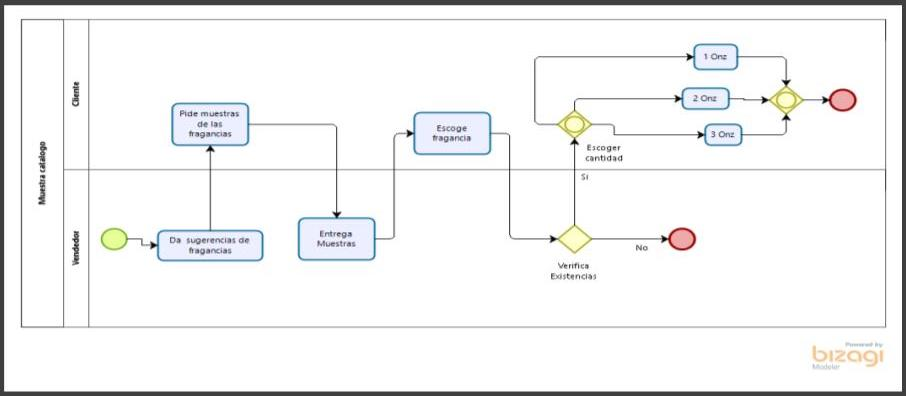 Muestra catalogo
Cliente
Vendedor
Da sugerencias de
fragancias
Pide muestras
de las
fragancias
Entrega
Muestras
Escoge
fragancia
Verifica
Existencias
No
Si
Escoger
cantidad
1 Onz
2 Onz
3 Onz
Powered by
bizagi
Modeler